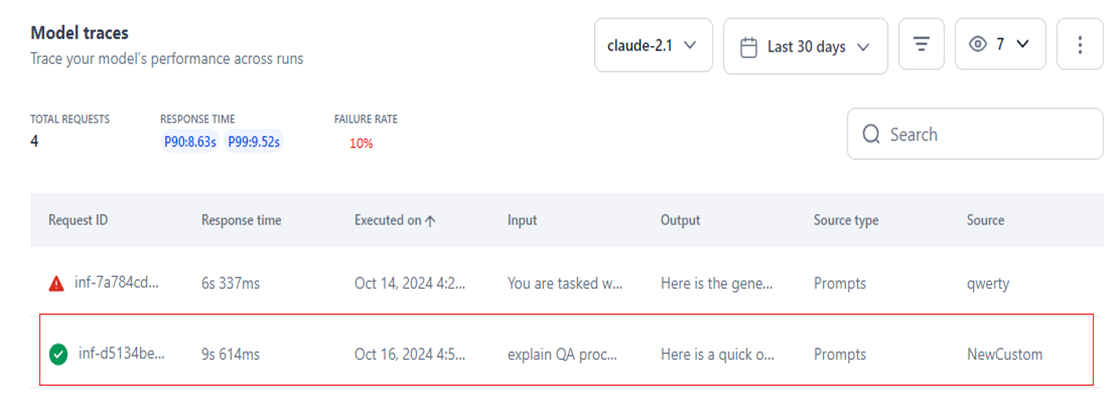 Model traces
Trace your model's performance across runs
claude-2.1
Last 30 days
7
TOTAL REQUESTS
4
RESPONSE TIME
P90:8.63s P99:9.52s
FAILURE RATE
10%
Search
Request ID Response time Executed on↑ Input Output Source type Source
inf-7a784cd... 6s 337ms Oct 14, 2024 4:2... You are tasked w... Here is the gene... Prompts qwerty
inf-d5134be... 9s 614ms Oct 16, 2024 4:5... explain QA proc... Here is a quick o... Prompts NewCustom